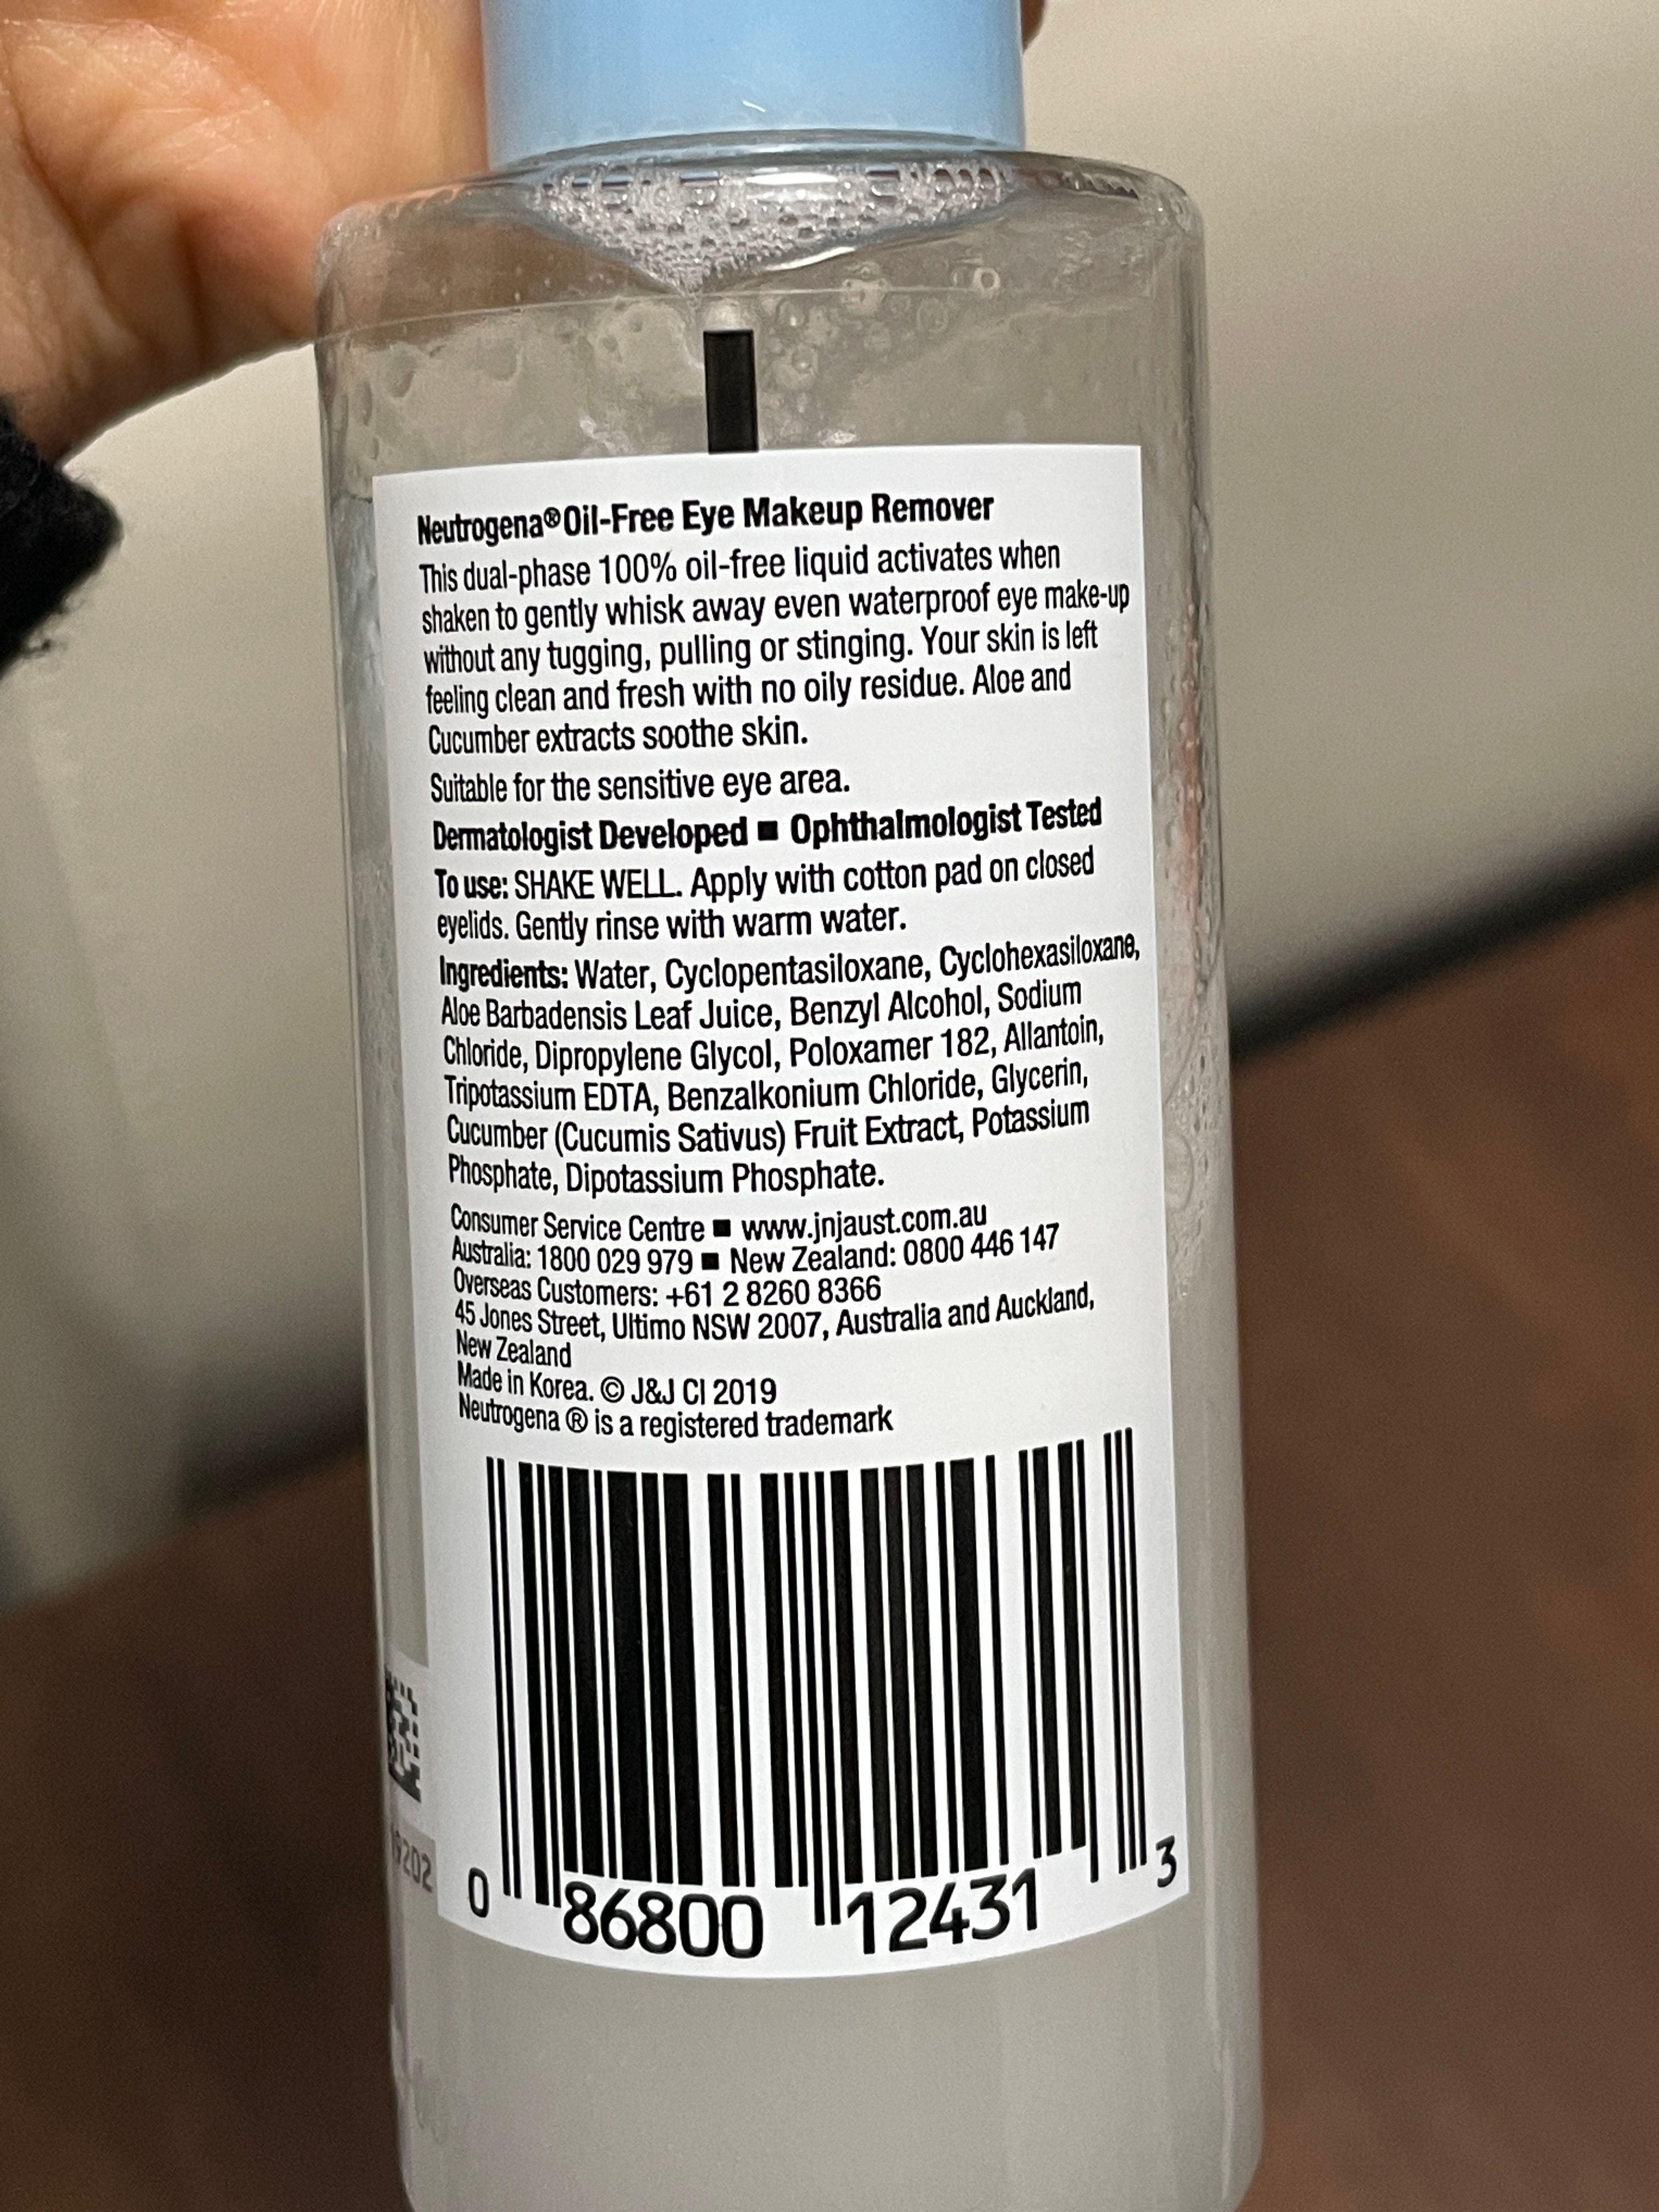 Neutrogena® Oil-Free Eye Makeup Remover
This dual-phase 100% oil-free liquid activates when
shaken to gently whisk away even waterproof eye make-up
without any tugging, pulling or stinging. Your skin is left
feeling clean and fresh with no oily residue. Aloe and
Cucumber extracts soothe skin.
Suitable for the sensitive eye area.
Dermatologist Developed ■ Ophthalmologist Tested
To use: SHAKE WELL. Apply with cotton pad on closed
eyelids. Gently rinse with warm water.
Ingredients: Water, Cyclopentasiloxane, Cyclohexasiloxane,
Aloe Barbadensis Leaf Juice, Benzyl Alcohol, Sodium
Chloride, Dipropylene Glycol, Poloxamer 182, Allantoin,
Tripotassium EDTA, Benzalkonium Chloride, Glycerin,
Cucumber (Cucumis Sativus) Fruit Extract, Potassium
Phosphate, Dipotassium Phosphate.
Consumer Service Centre ■ www.jnjaust.com.au
Australia: 1800 029 979 ■ New Zealand: 0800 446 147
Overseas Customers: +61 2 8260 8366
45 Jones Street, Ultimo NSW 2007, Australia and Auckland,
New Zealand
Made in Korea. © J&J CI 2019
Neutrogena ® is a registered trademark
0 86800 12431 3